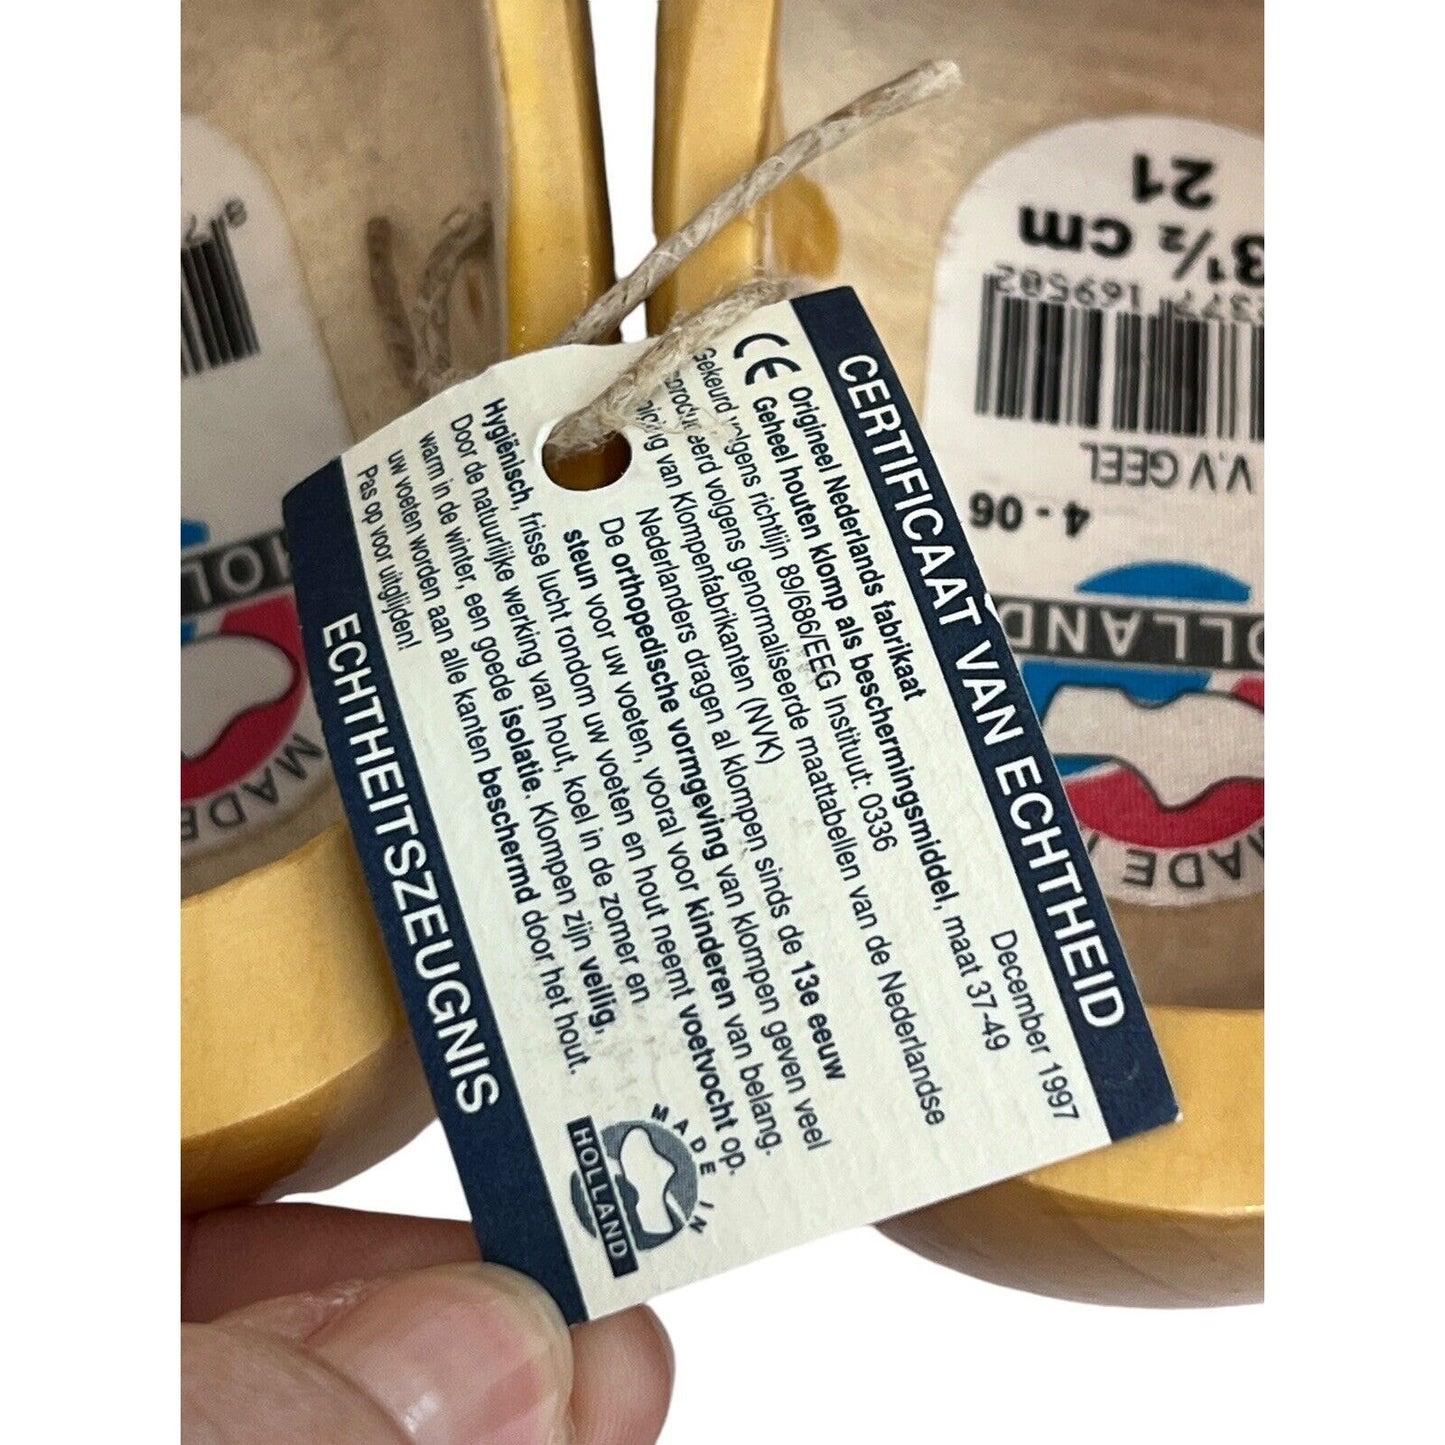 CERTIFICAAT VAN ECHTHEID
December 1997
Origineel Nederlands fabrikaat
CE Geheel houten klomp als beschermingsmiddel, maat 37-49
Gekeurd volgens richtlijn 89/686/EEG Instituut: 0336
volgens genormaliseerde maattabellen van de Nederlandse
van Klompenfabrikanten (NVK)
Nederlanders dragen al klompen sinds de 13e eeuw
De orthopedische vormgeving van klompen geven veel
steun voor uw voeten, vooral voor kinderen van belang.
Hygiënisch, frisse lucht rondom uw voeten en hout neemt voetvocht op.
Door de natuurlijke werking van hout, koel in de zomer en
warm in de winter, een goede isolatie. Klompen zijn veilig,
uw voeten worden aan alle kanten beschermd door het hout.
Pas op voor uitglijden!
ECHTHEITSZEUGNIS
MADE IN
HOLLAND
21
3½ cm
2377 169502
V.V GEEL
4 - 06
HOLLAND
MADE
HOL
MADE